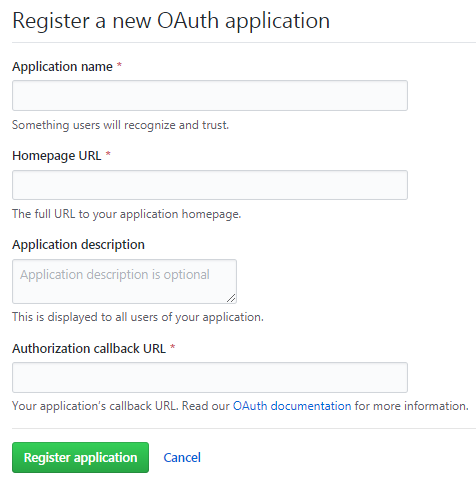 Register a new OAuth application
Application name *
Something users will recognize and trust.
Homepage URL *
The full URL to your application homepage.
Application description
Application description is optional
This is displayed to all users of your application.
Authorization callback URL *
Your application's callback URL. Read our OAuth documentation for more information.
Register application Cancel